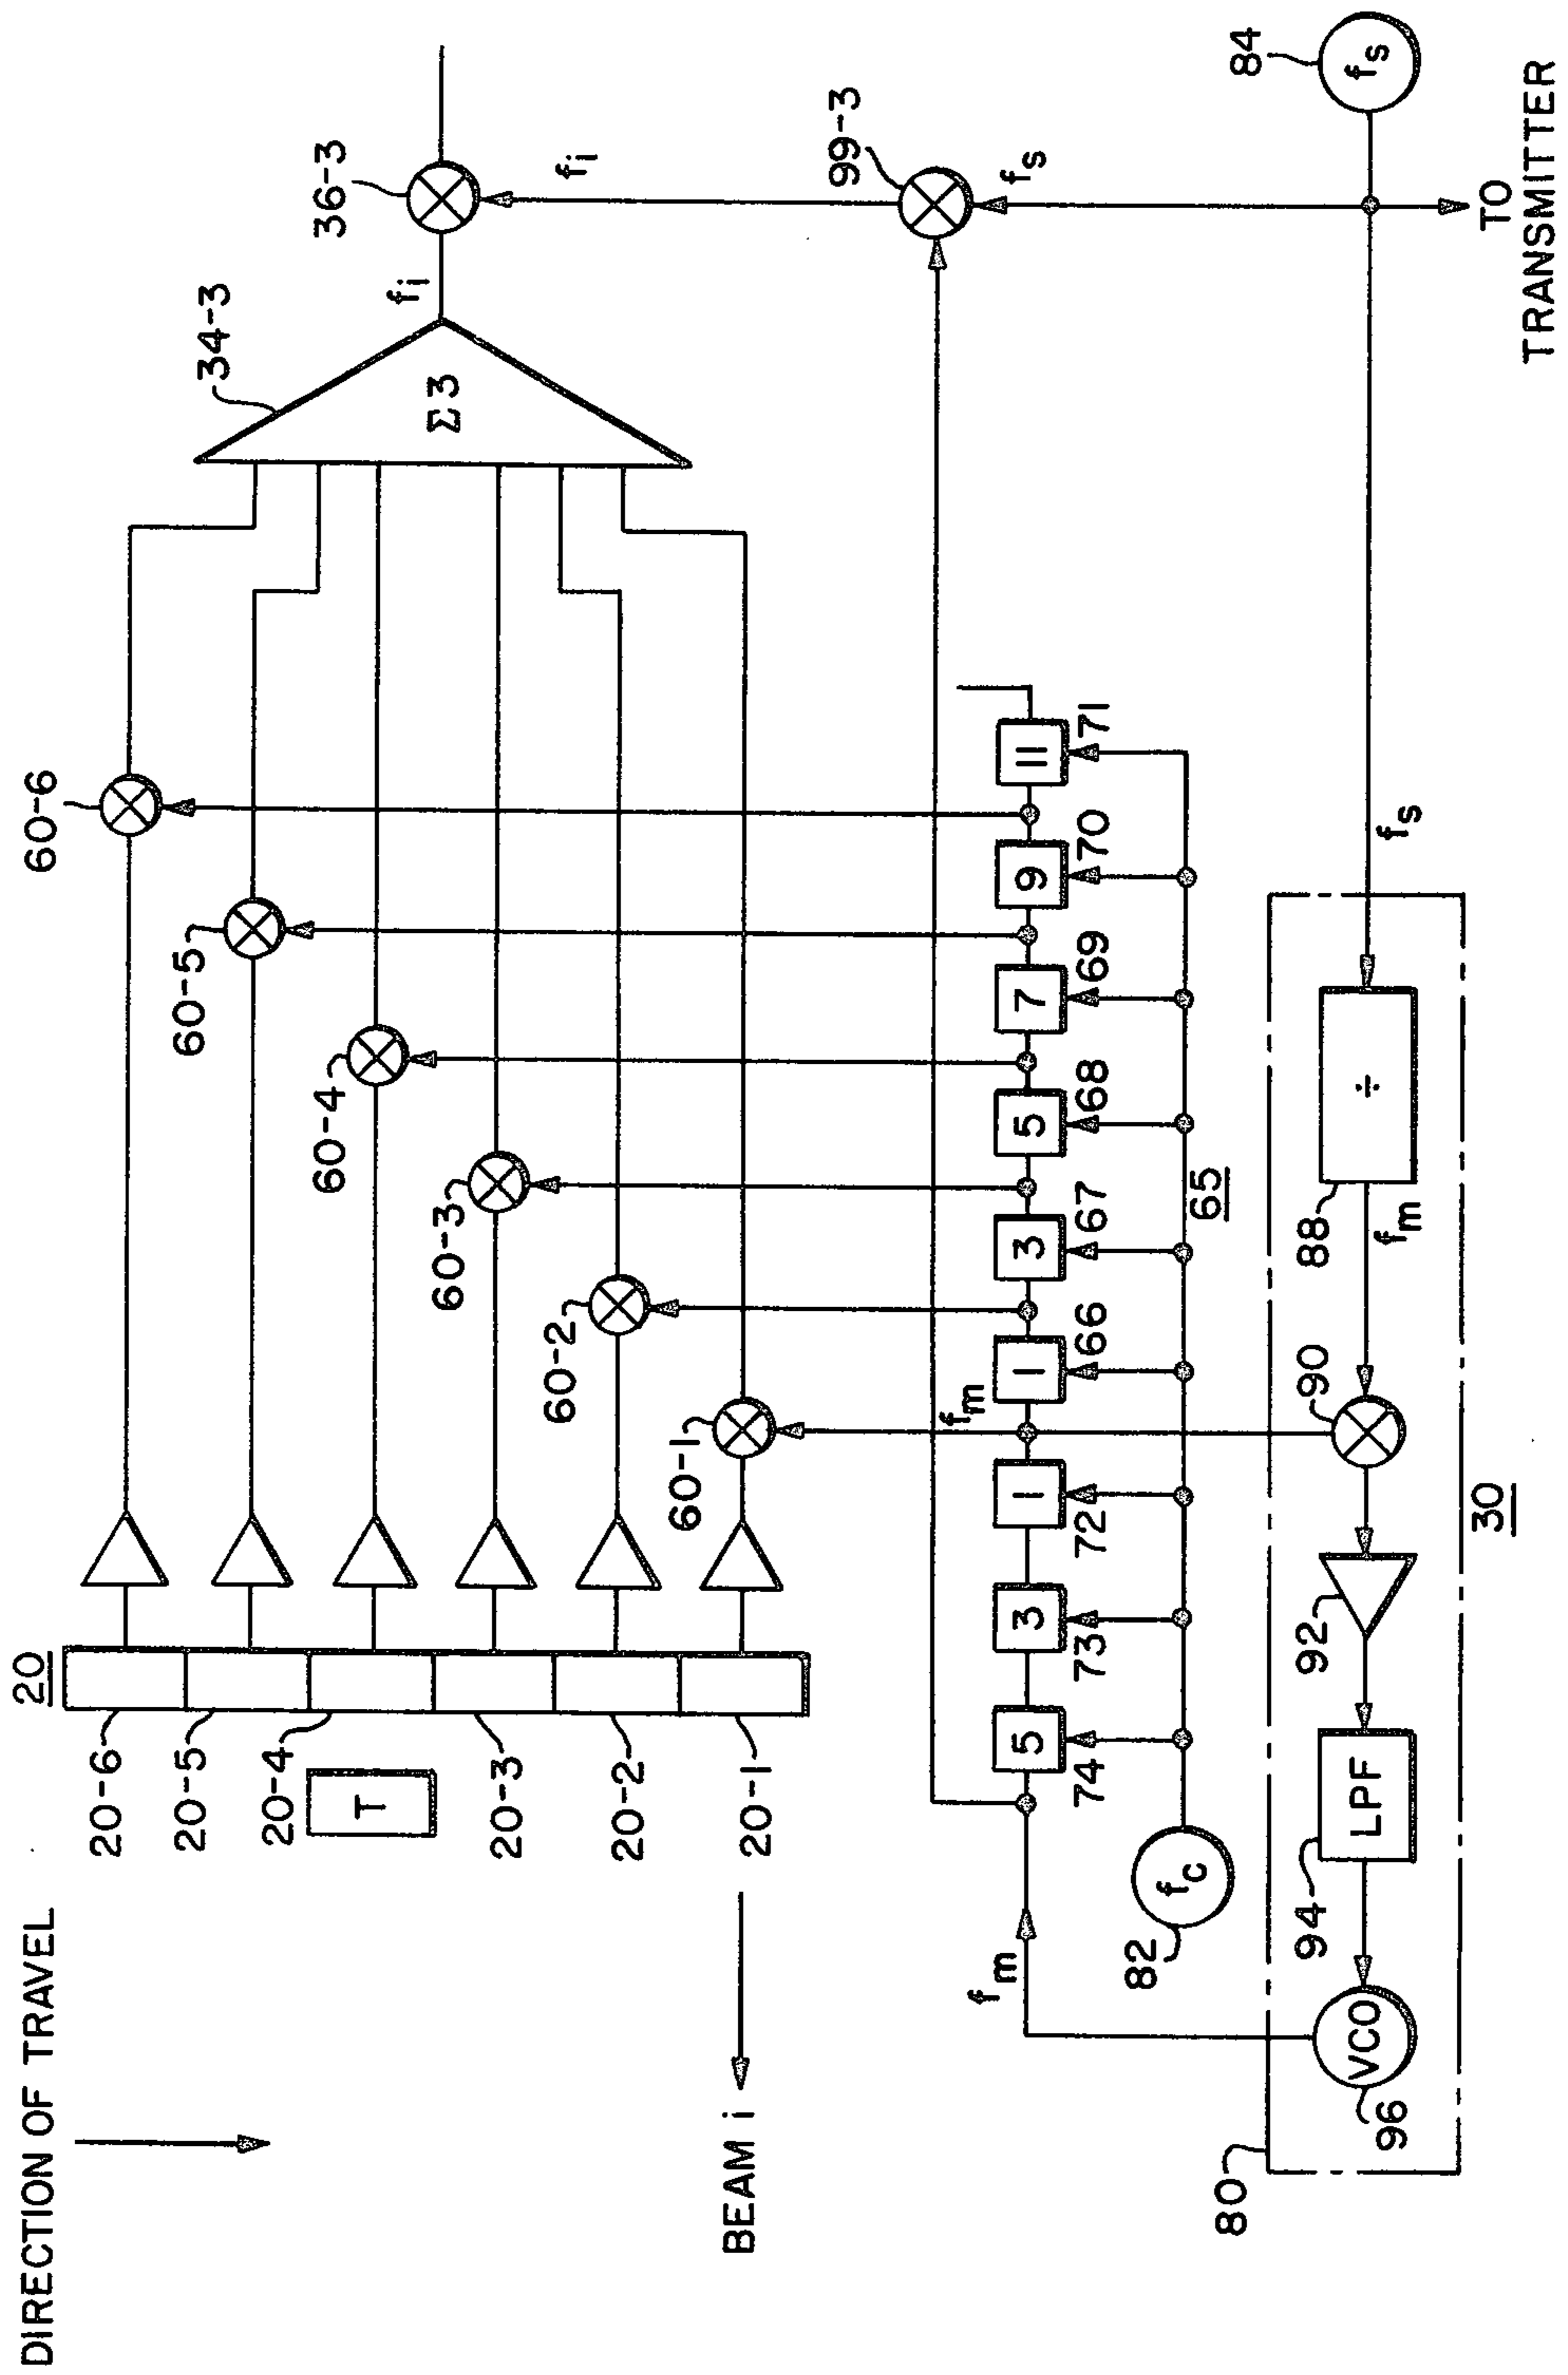 DIRECTION OF TRAVEL
BEAM i
20
20-6
20-5
20-4
T
20-3
20-2
20-1
60-6
60-5
60-4
60-3
60-2
60-1
34-3
Σ3
fi
36-3
fi
99-3
fs
84
fs
TO
TRANSMITTER
fm
5
3
1
fm
1
3
5
7
9
11
74
73
72
66
67
68
69
70
71
65
82
fc
80
VCO
96
LPF
94
92
90
fm
88
÷
fs
30